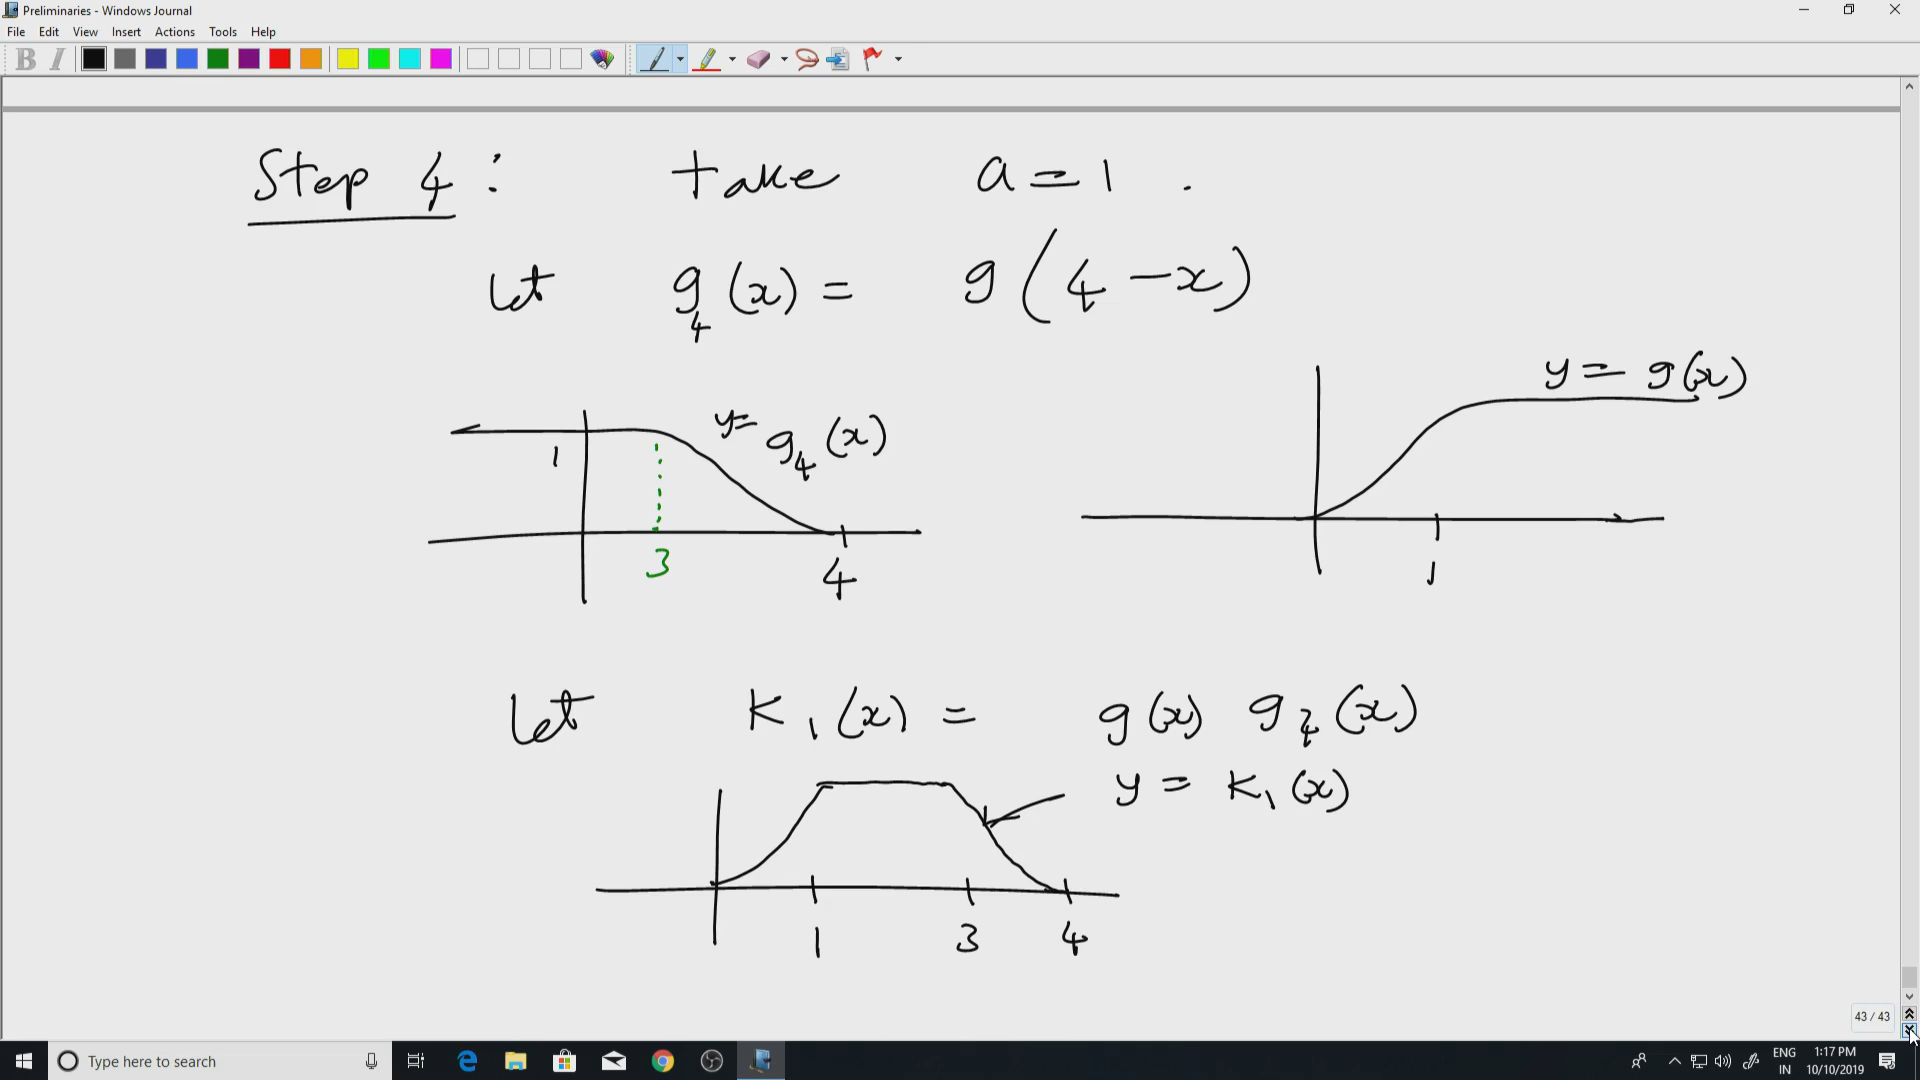 Preliminaries - Windows Journal
File Edit View Insert Actions Tools Help
B I
Step 4 : take a = 1 .
Let g₄(x) = g(4 - x)
y = g(x)
y = g₄(x)
1
3
4
1
Let K₁(x) = g(x) g₄(x)
y = K₁(x)
1 3 4
43 / 43
Type here to search
ENG
IN
1:17 PM
10/10/2019